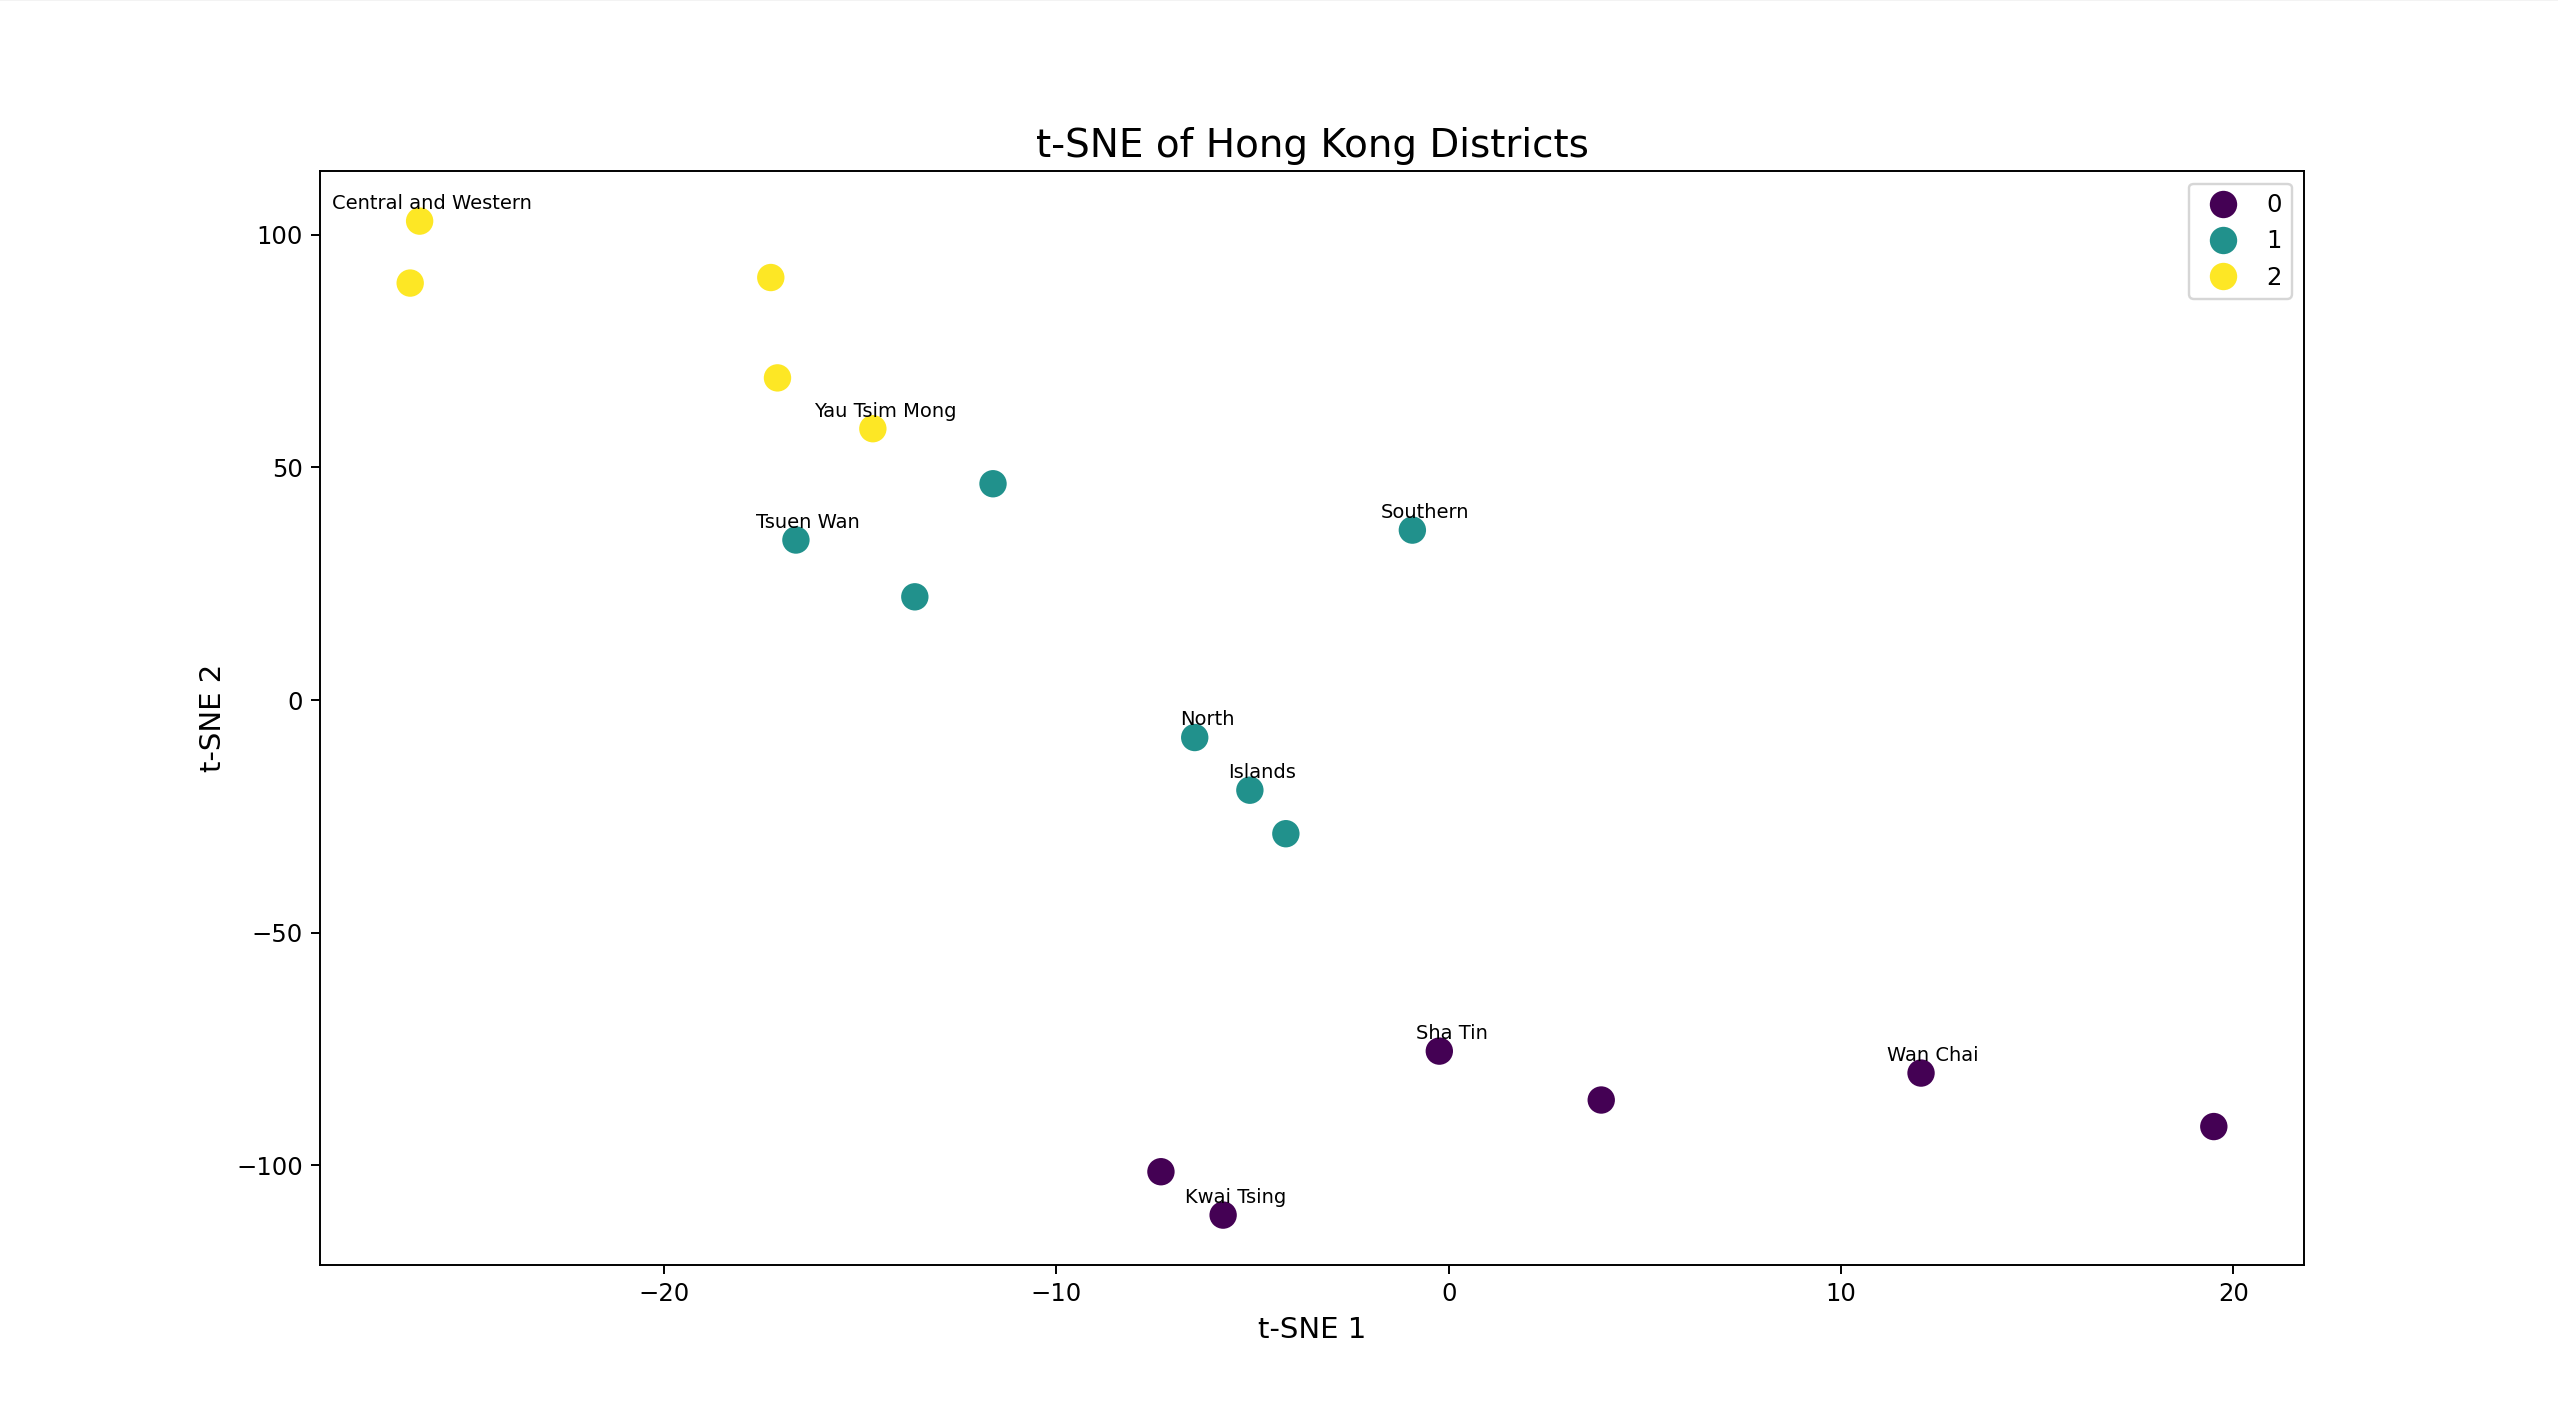 t-SNE of Hong Kong Districts
Central and Western
Yau Tsim Mong
Tsuen Wan
Southern
North
Islands
Sha Tin
Wan Chai
Kwai Tsing
0
1
2
100
50
0
−50
−100
t-SNE 2
−20
−10
0
10
20
t-SNE 1